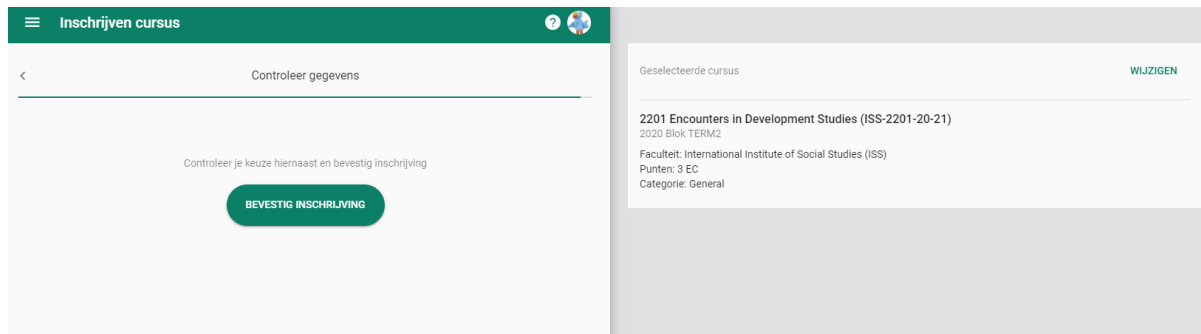 Inschrijven cursus
?
Controleer gegevens
Controleer je keuze hiernaast en bevestig inschrijving
BEVESTIG INSCHRIJVING
Geselecteerde cursus
WIJZIGEN
2201 Encounters in Development Studies (ISS-2201-20-21)
2020 Blok TERM2
Faculteit: International Institute of Social Studies (ISS)
Punten: 3 EC
Categorie: General